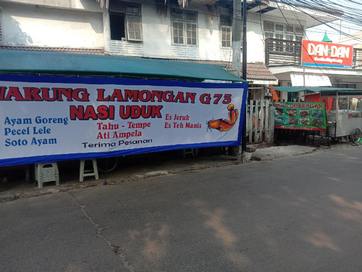 WARUNG LAMONGAN G75
NASI UDUK
Ayam Goreng
Pecel Lele
Soto Ayam
Tahu - Tempe
Ati Ampela
Terima Pesanan
Es Jeruk
Es Teh Manis
DAN+DAN